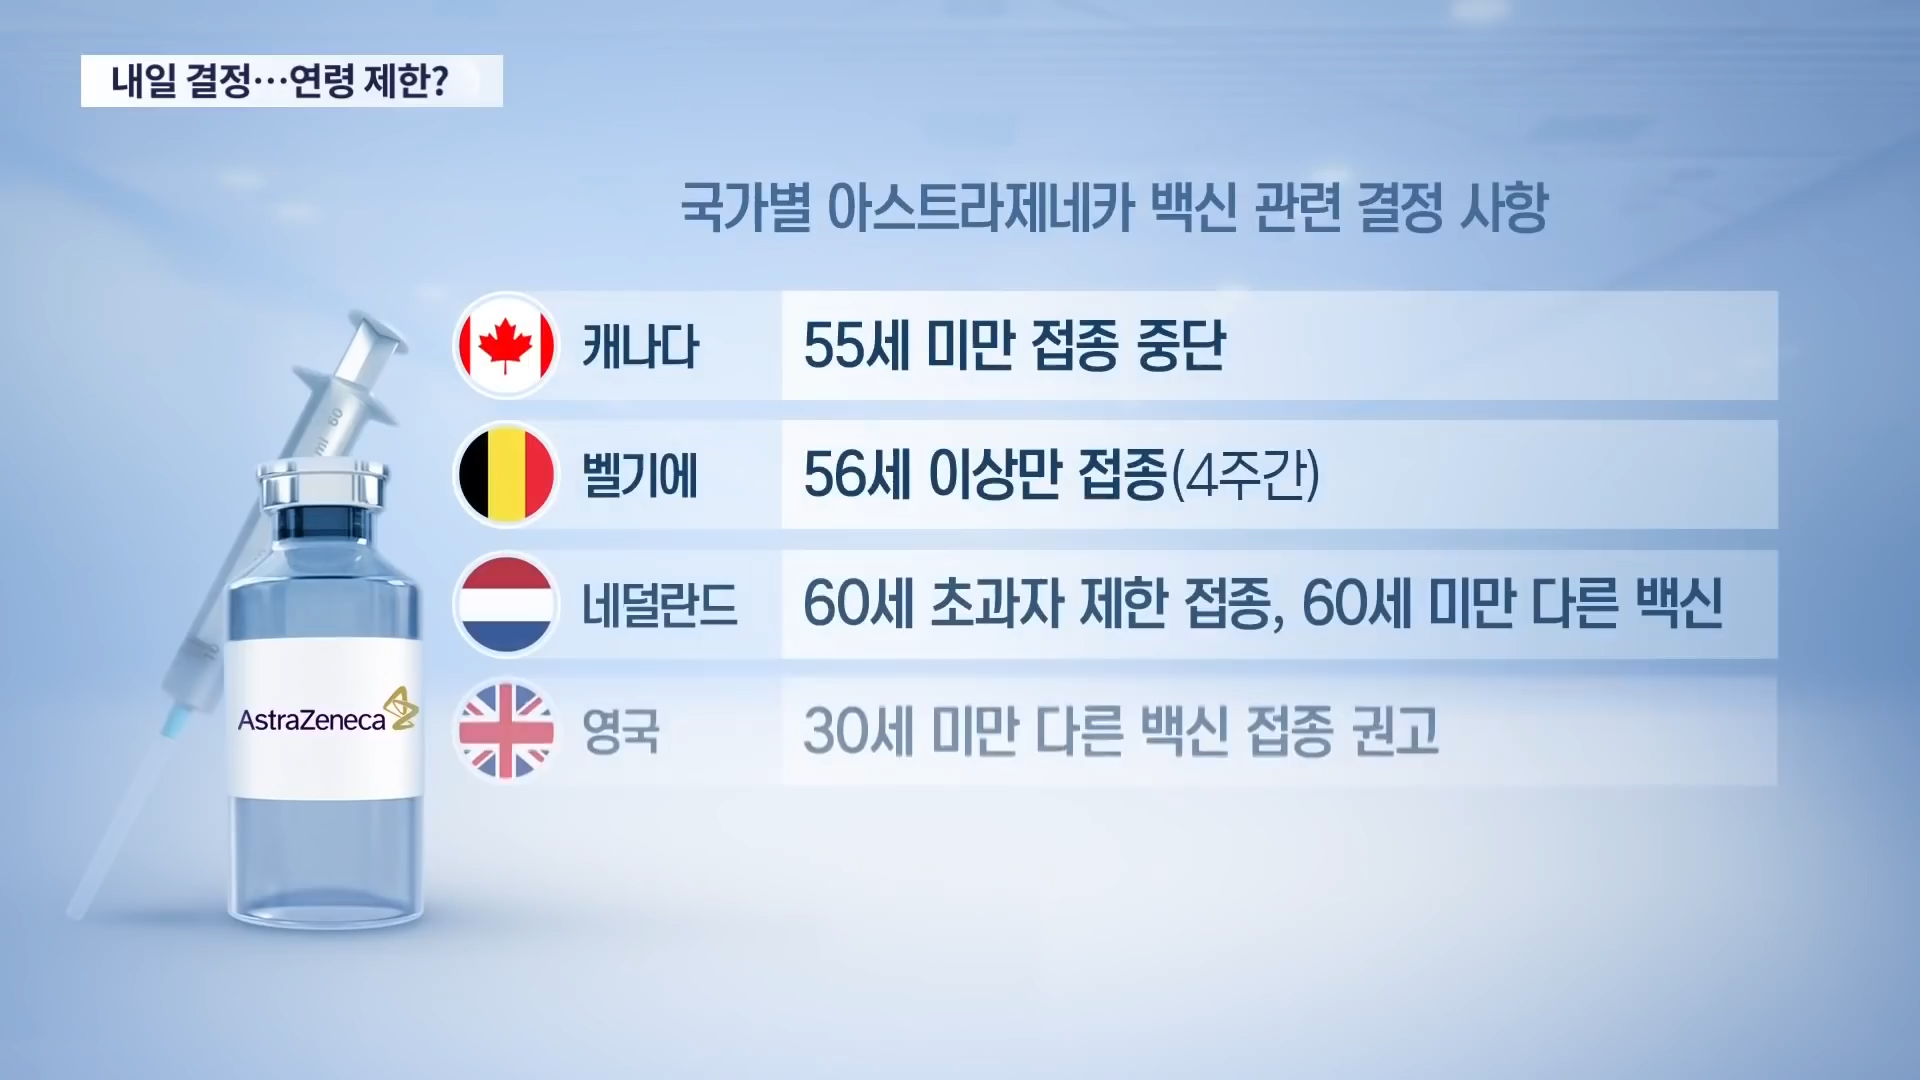 내일 결정…연령 제한?
국가별 아스트라제네카 백신 관련 결정 사항
캐나다 55세 미만 접종 중단
벨기에 56세 이상만 접종(4주간)
네덜란드 60세 초과자 제한 접종, 60세 미만 다른 백신
영국 30세 미만 다른 백신 접종 권고
ml 60
10
AstraZeneca